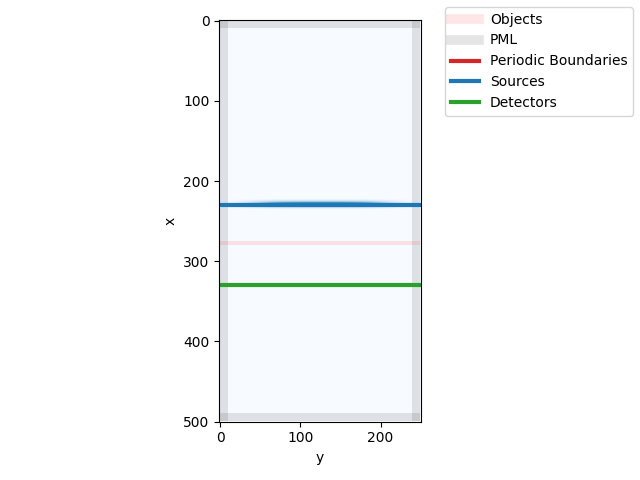 Objects
PML
Periodic Boundaries
Sources
Detectors
0
100
200
300
400
500
x
0
100
200
y